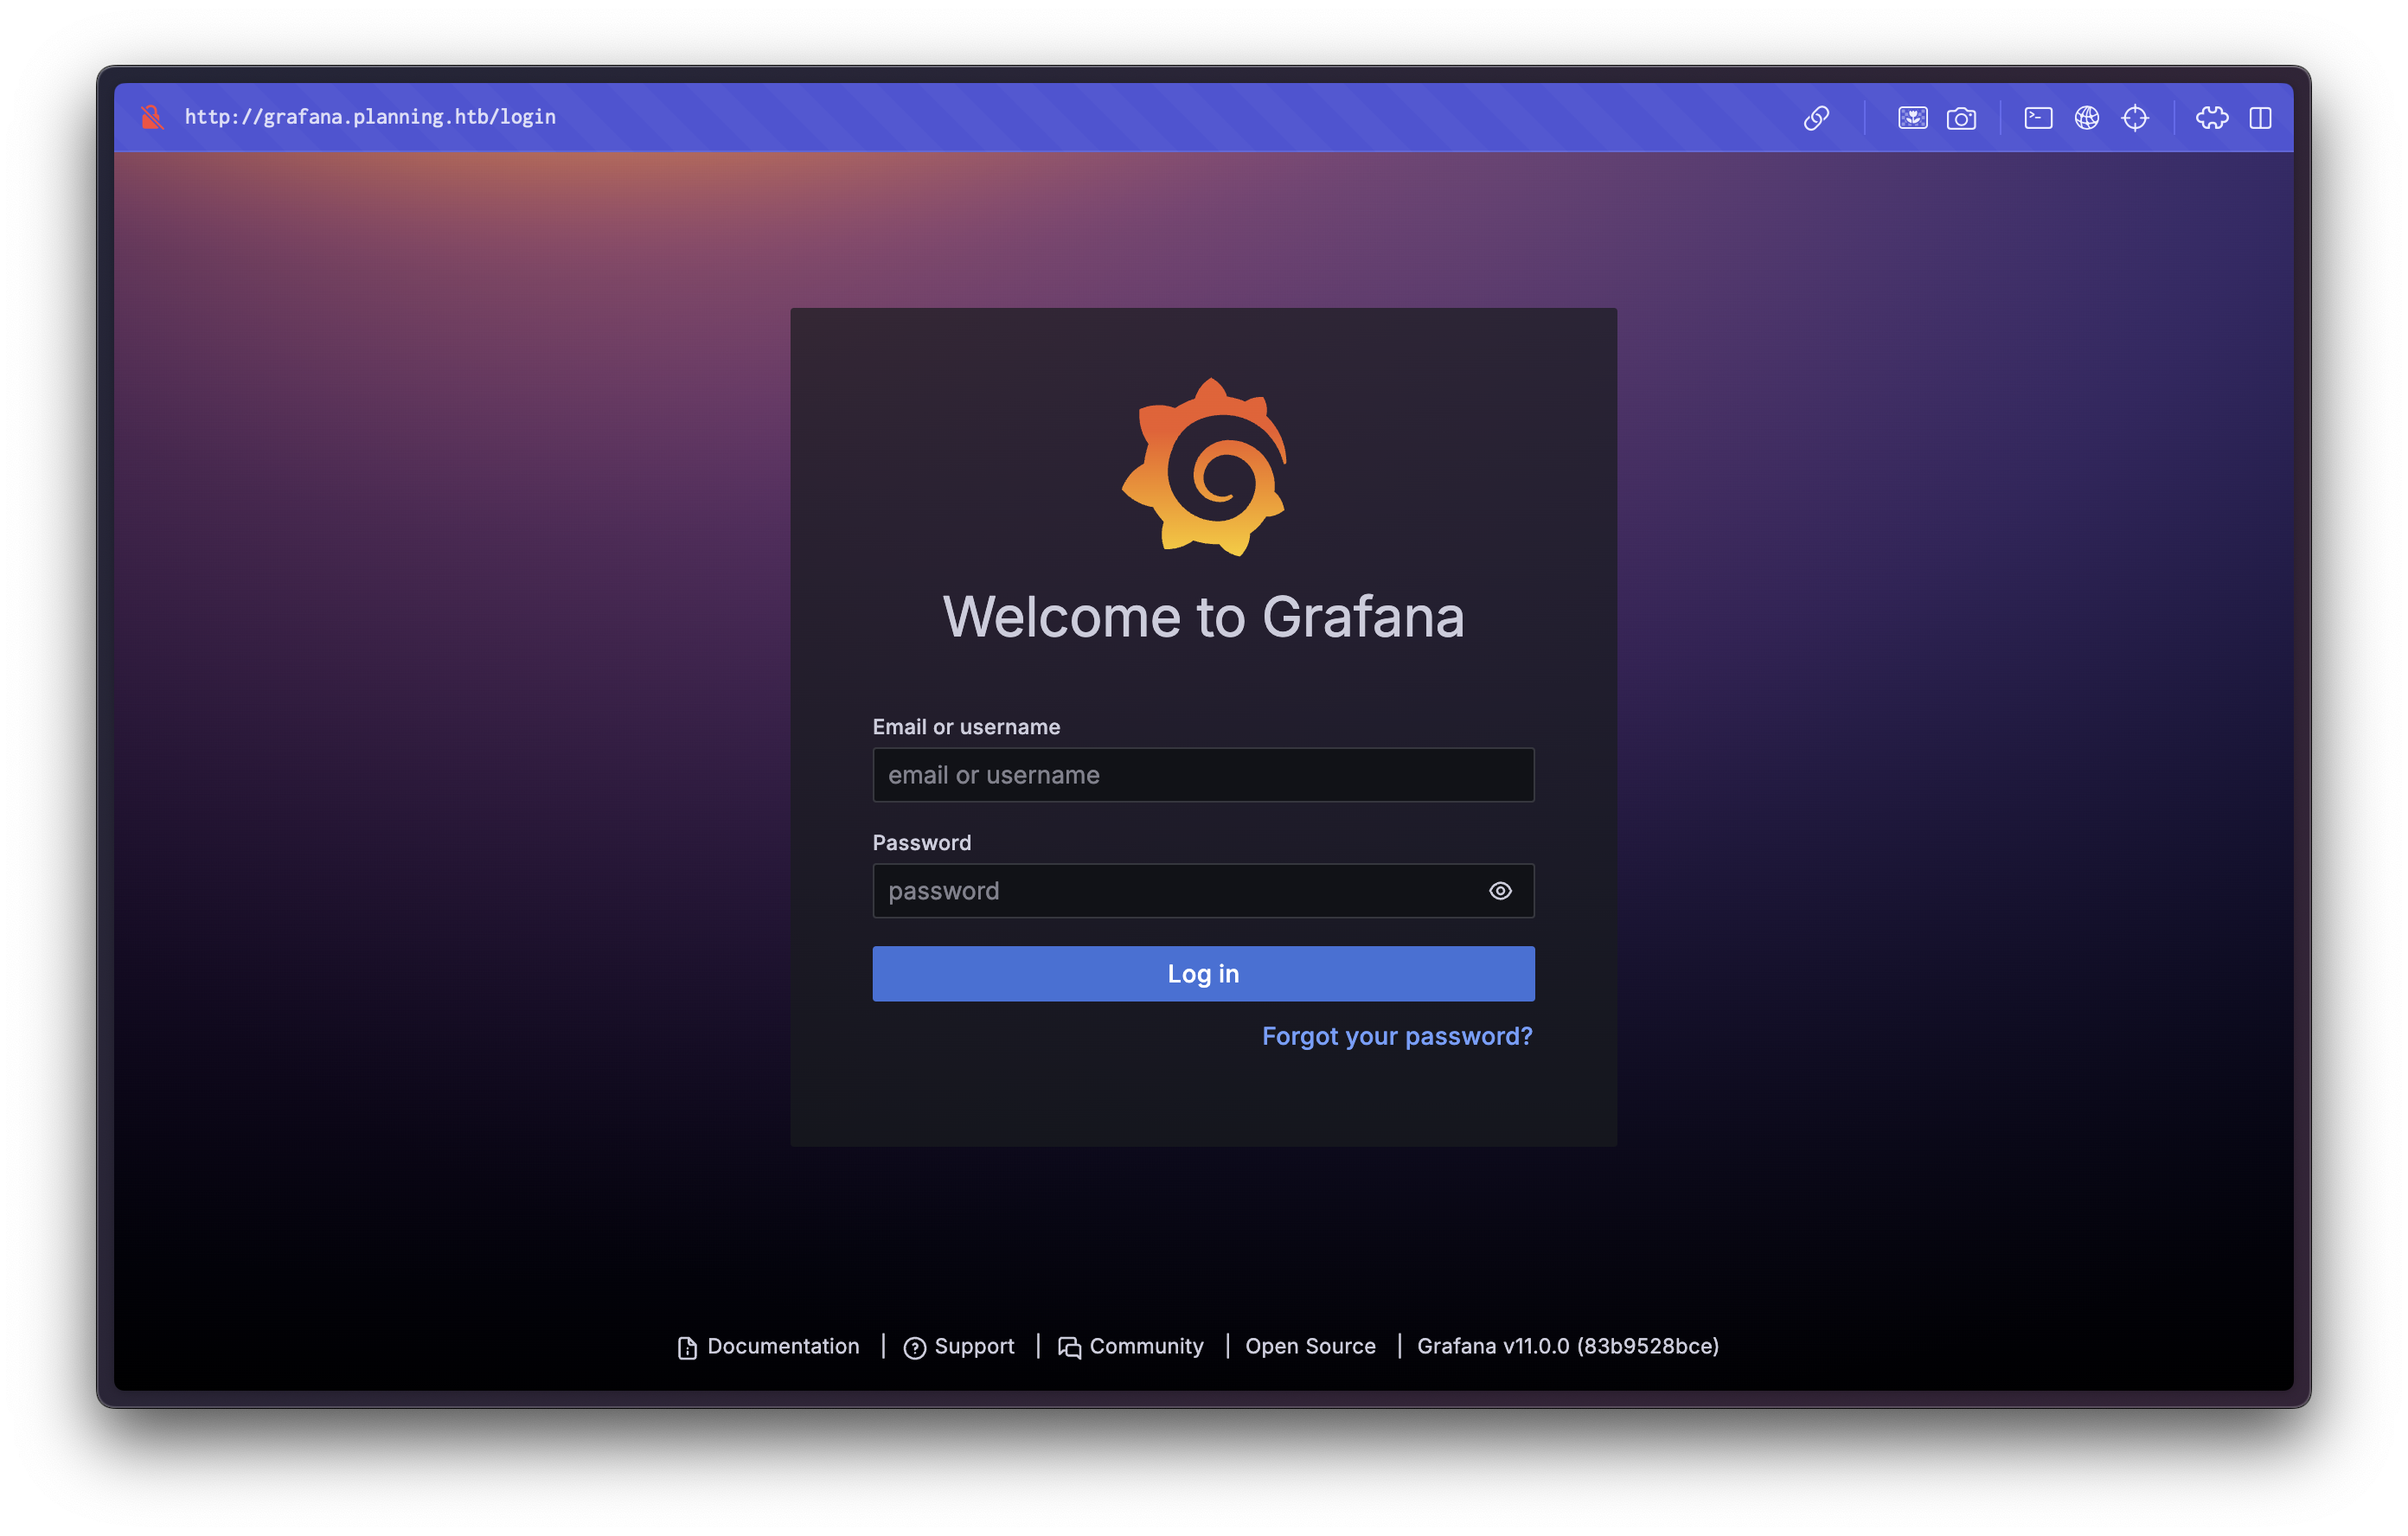 http://grafana.planning.htb/login
Welcome to Grafana
Email or username
email or username
Password
password
Log in
Forgot your password?
Documentation | Support | Community | Open Source | Grafana v11.0.0 (83b9528bce)